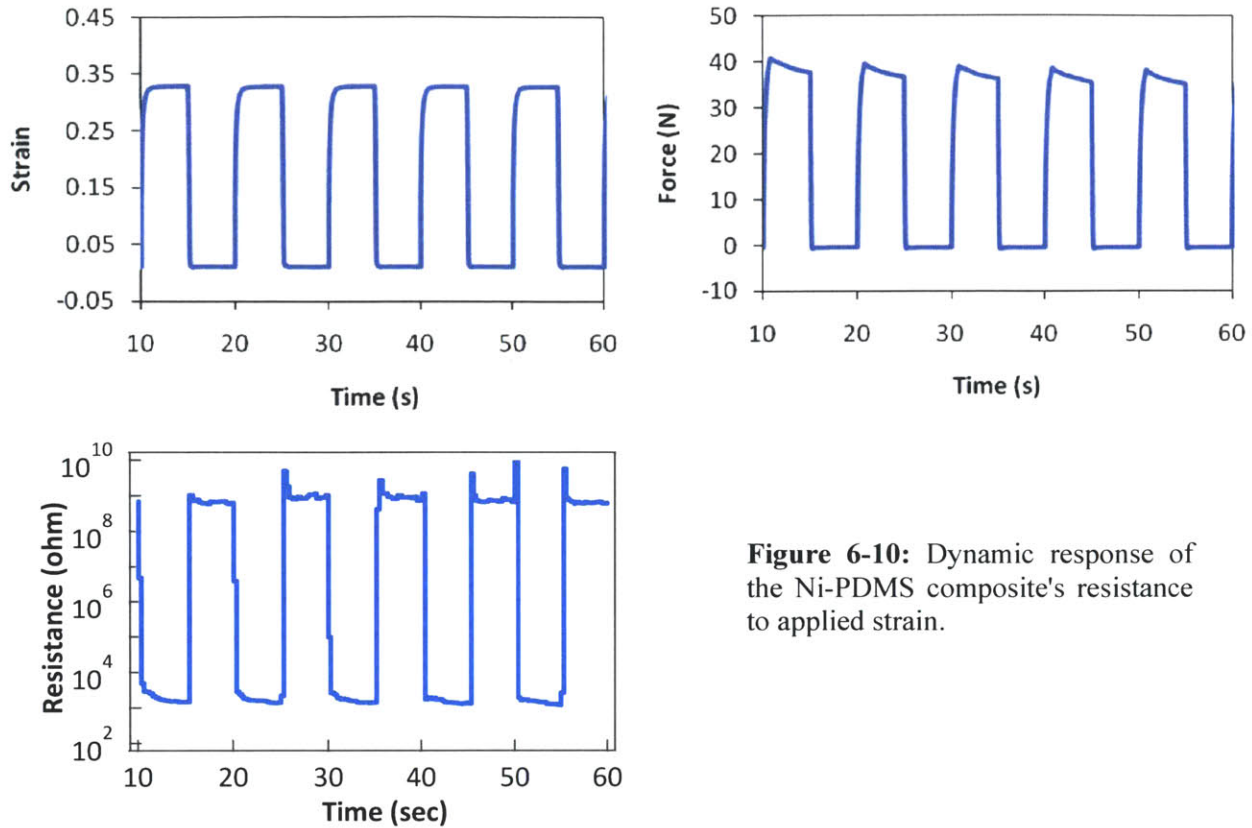 0.45
0.35
0.25
0.15
0.05
-0.05
Strain
10 20 30 40 50 60
Time (s)
50
40
30
20
10
0
-10
Force (N)
10 20 30 40 50 60
Time (s)
10^10
10^8
10^6
10^4
10^2
Resistance (ohm)
10 20 30 40 50 60
Time (sec)
Figure 6-10: Dynamic response of
the Ni-PDMS composite's resistance
to applied strain.